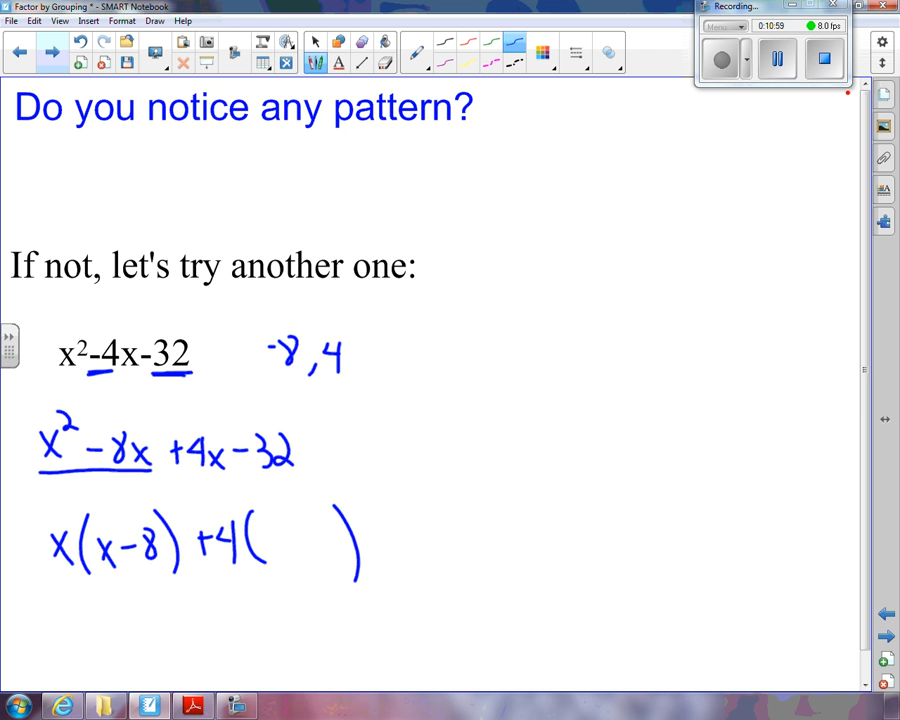 Factor by Grouping * - SMART Notebook
Recording...
File Edit View Insert Format Draw Help
Menu
0:10:59
8.0 fps
Do you notice any pattern?
If not, let's try another one:
x²-4x-32 -8, 4
x² - 8x + 4x - 32
x(x-8) +4( )